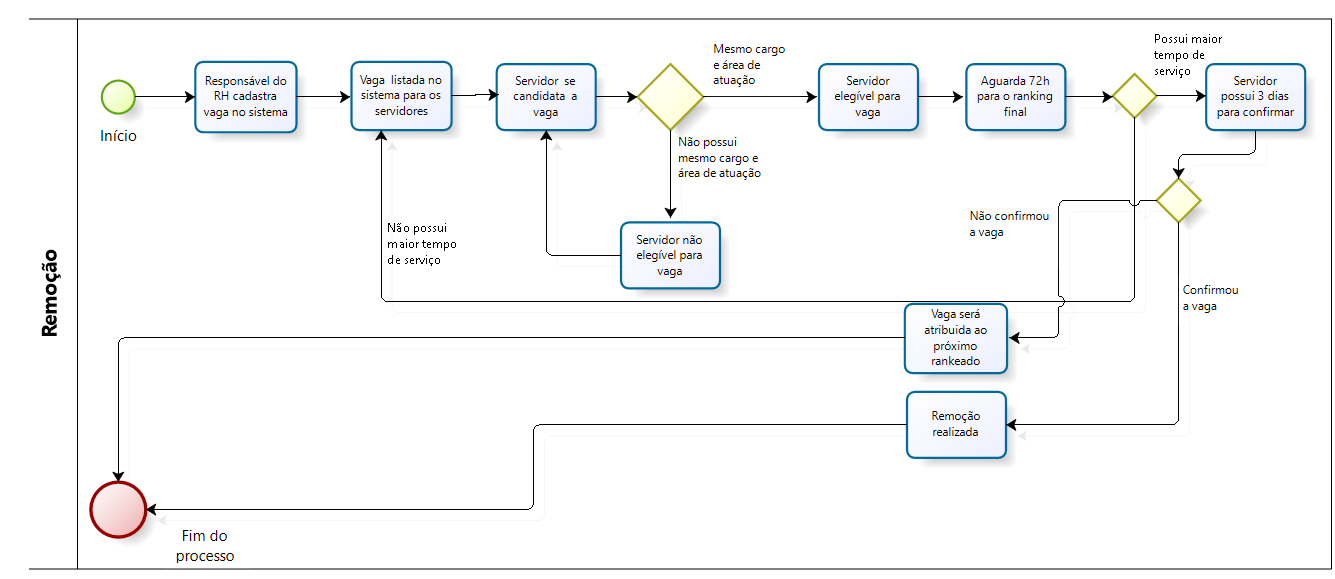 Remoção
Início
Responsável do
RH cadastra
vaga no sistema
Vaga listada no
sistema para os
servidores
Servidor se
candidata a
vaga
Mesmo cargo
e área de
atuação
Não possui
mesmo cargo e
área de atuação
Servidor não
elegível para
vaga
Servidor
elegível para
vaga
Aguarda 72h
para o ranking
final
Possui maior
tempo de
serviço
Servidor
possui 3 dias
para confirmar
Não possui
maior tempo
de serviço
Não confirmou
a vaga
Confirmou
a vaga
Vaga será
atribuida ao
próximo
rankeado
Remoção
realizada
Fim do
processo